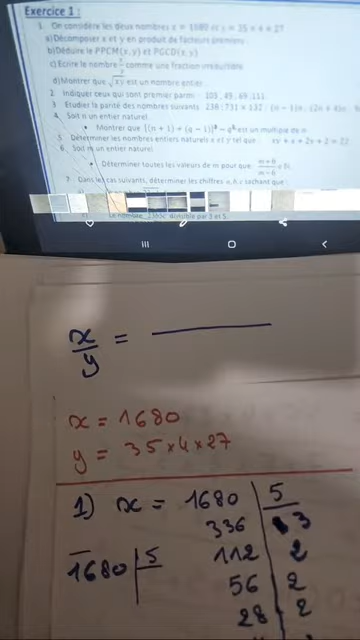 Exercice 1 :
1. On considère les deux nombres x = 1680 et y = 35 × 4 × 27
a)Décomposer x et y en produit de facteurs premiers
b)Déduire le PPCM(x, y) et PGCD(x, y)
c) Ecrire le nombre x/y comme une fraction irréductible
d)Montrer que √xy est un nombre entier
2. Indiquer ceux qui sont premier parmi : 103 ; 49 ; 69 ; 111
3. Etudier la parité des nombres suivants 236 ; 731 × 132 ; (n − 1)n ;
4. Soit n un entier naturel
• Montrer que est un multiple de n
5. Déterminer les nombres entiers naturels x et y tel que : xy + x + 2y + 2 = 22
6. Soit m un entier naturel
• Déterminer toutes les valeurs de m pour que
7. Dans les cas suivants, déterminer les chiffres a, b, c sachant que :
divisible par 3 et 5.
x/y =
x = 1680
y = 35×4×27
1) x = 1680 | 5
336 3
1680 | 5 112 2
56 2
28 2